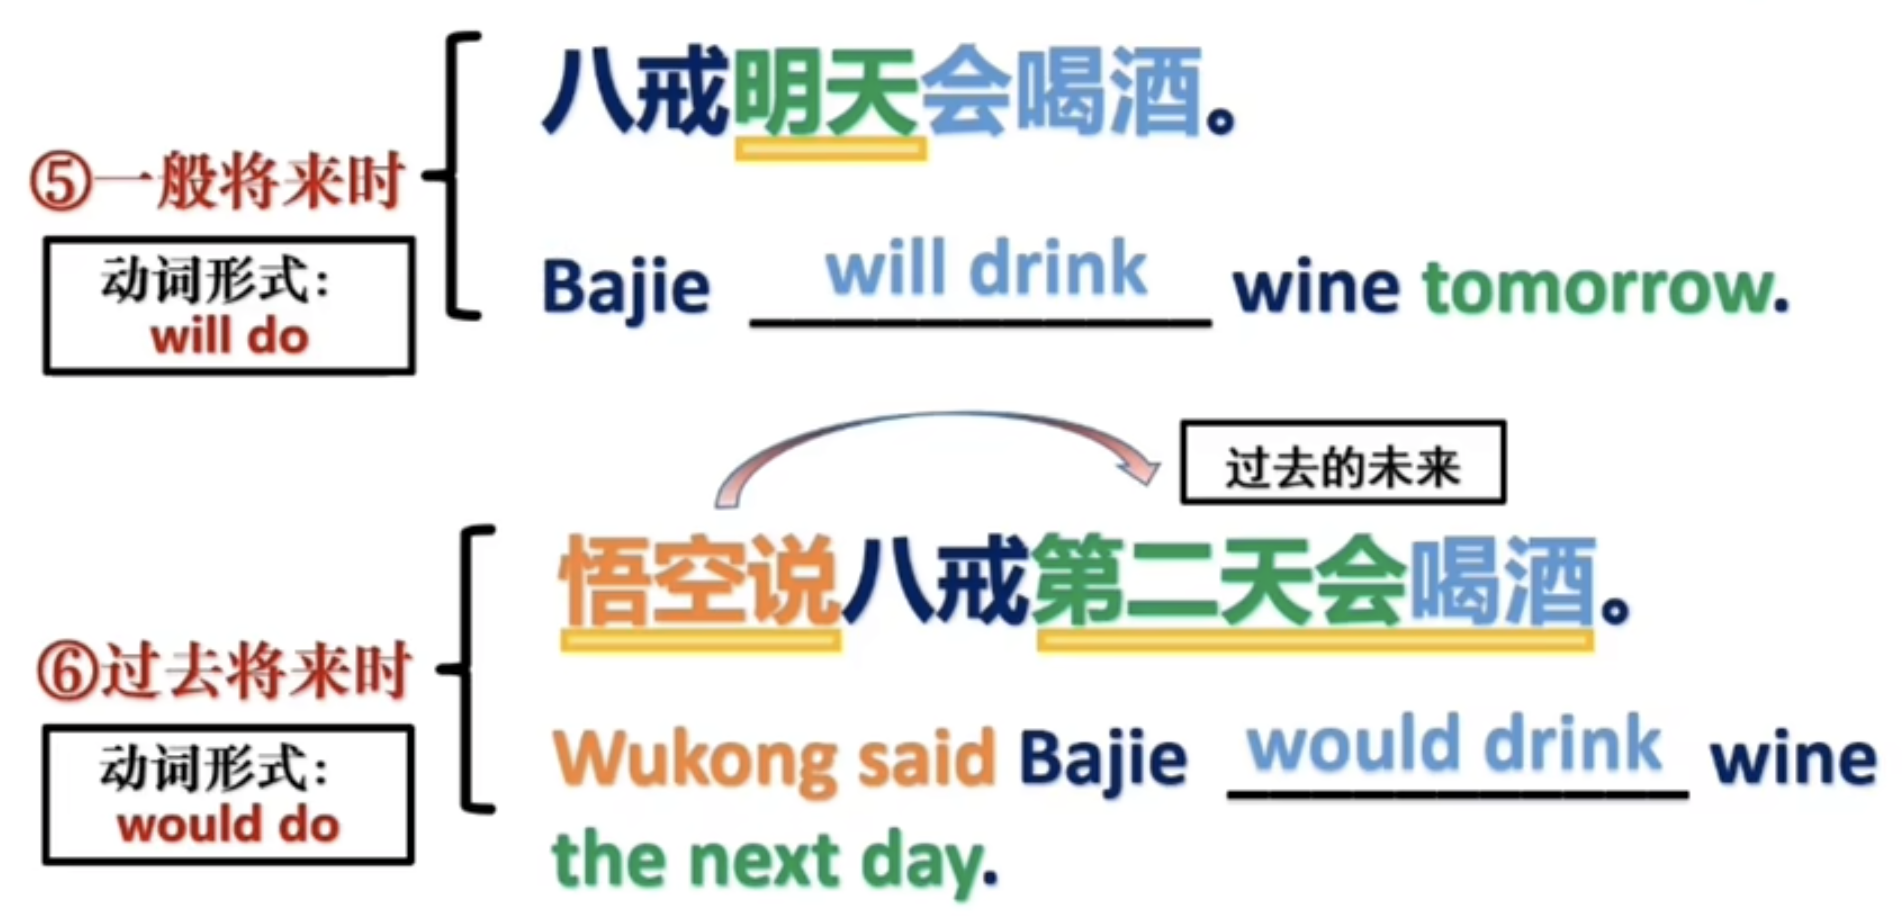 八戒明天会喝酒。
⑤一般将来时
动词形式：
will do
Bajie will drink wine tomorrow.
过去的未来
悟空说八戒第二天会喝酒。
⑥过去将来时
动词形式：
would do
Wukong said Bajie would drink wine
the next day.